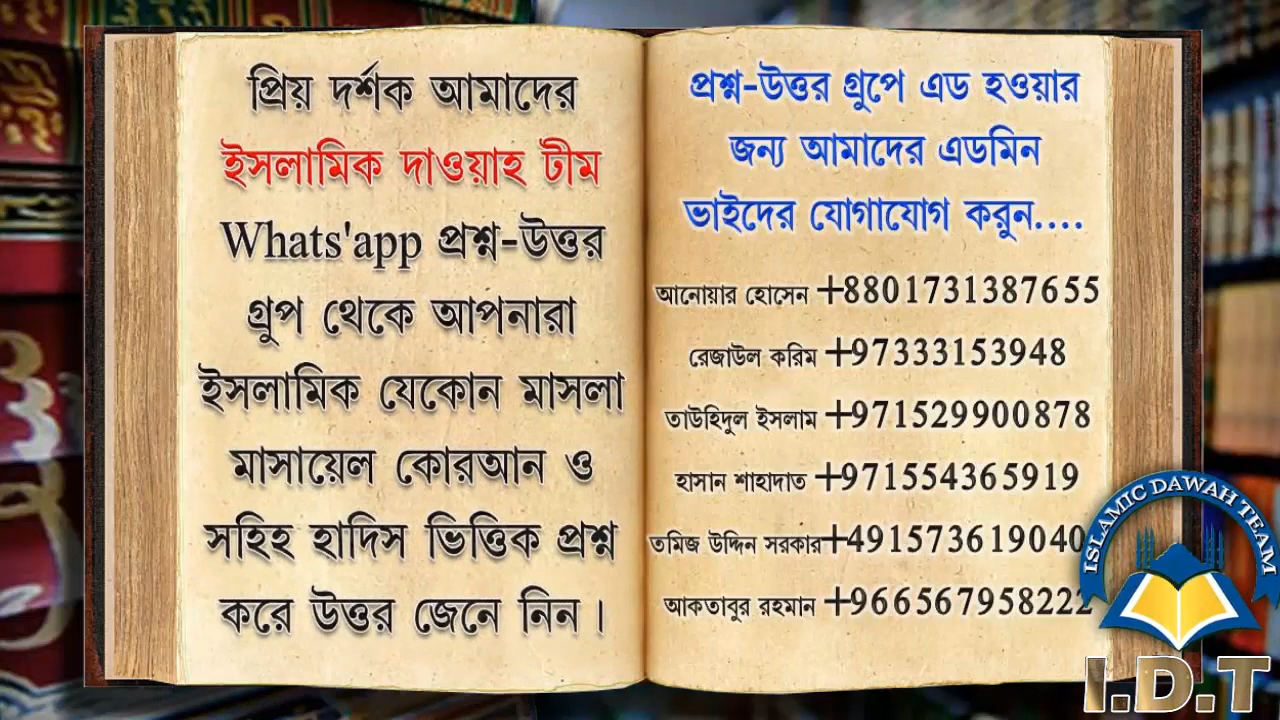 প্রিয় দর্শক আমাদের
ইসলামিক দাওয়াহ টীম
Whats'app প্রশ্ন-উত্তর
গ্রুপ থেকে আপনারা
ইসলামিক যেকোন মাসলা
মাসায়েল কোরআন ও
সহিহ হাদিস ভিত্তিক প্রশ্ন
করে উত্তর জেনে নিন।
প্রশ্ন-উত্তর গ্রুপে এড হওয়ার
জন্য আমাদের এডমিন
ভাইদের যোগাযোগ করুন....
আনোয়ার হোসেন +8801731387655
রেজাউল করিম +97333153948
তাউহিদুল ইসলাম +971529900878
হাসান শাহাদাত +971554365919
তমিজ উদ্দিন সরকার+491573619040
আকতাবুর রহমান +966567958222
ISLAMIC DAWAH TEAM
I.D.T